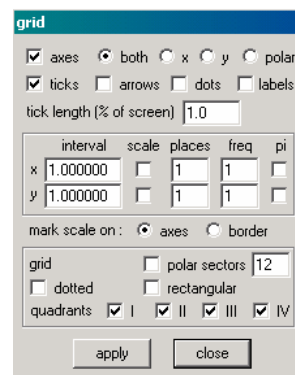 grid
axes both x y polar
ticks arrows dots labels
tick length (% of screen) 1.0
interval scale places freq pi
x 1.000000 1 1
y 1.000000 1 1
mark scale on : axes border
grid polar sectors 12
dotted rectangular
quadrants I II III IV
apply close